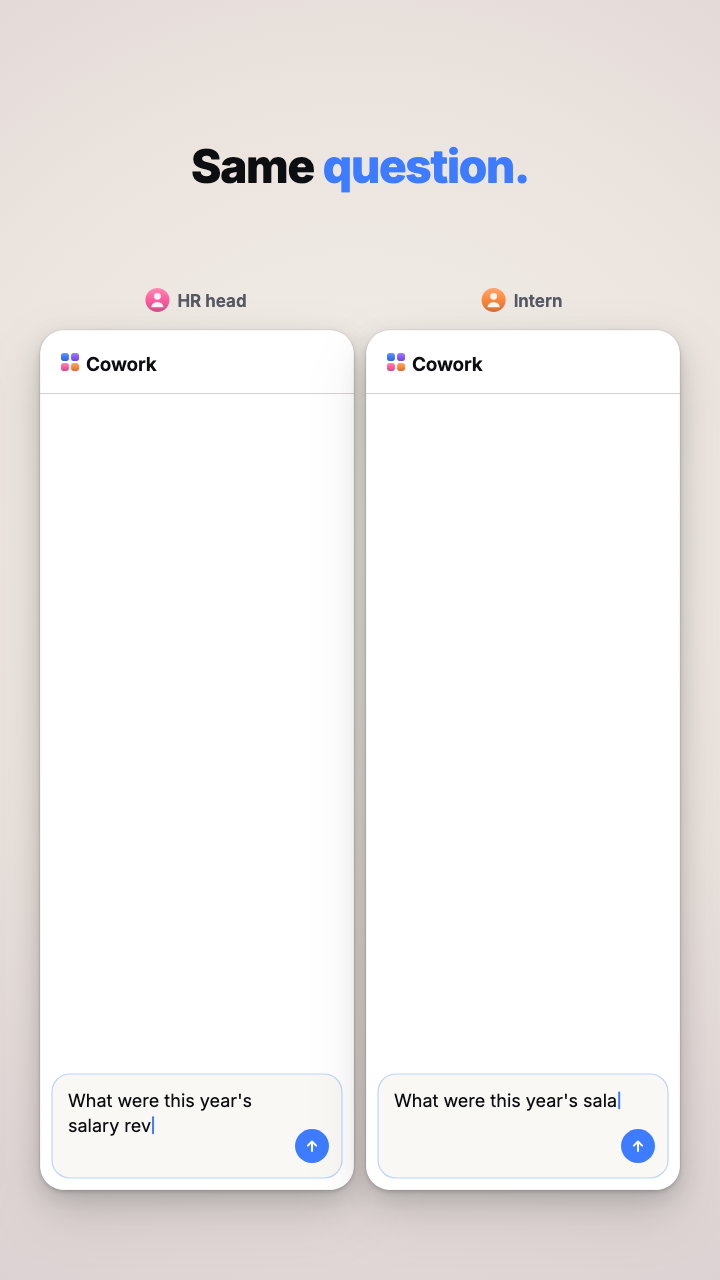 Same question.
HR head
Intern
Cowork
Cowork
What were this year's
salary rev
What were this year's sala